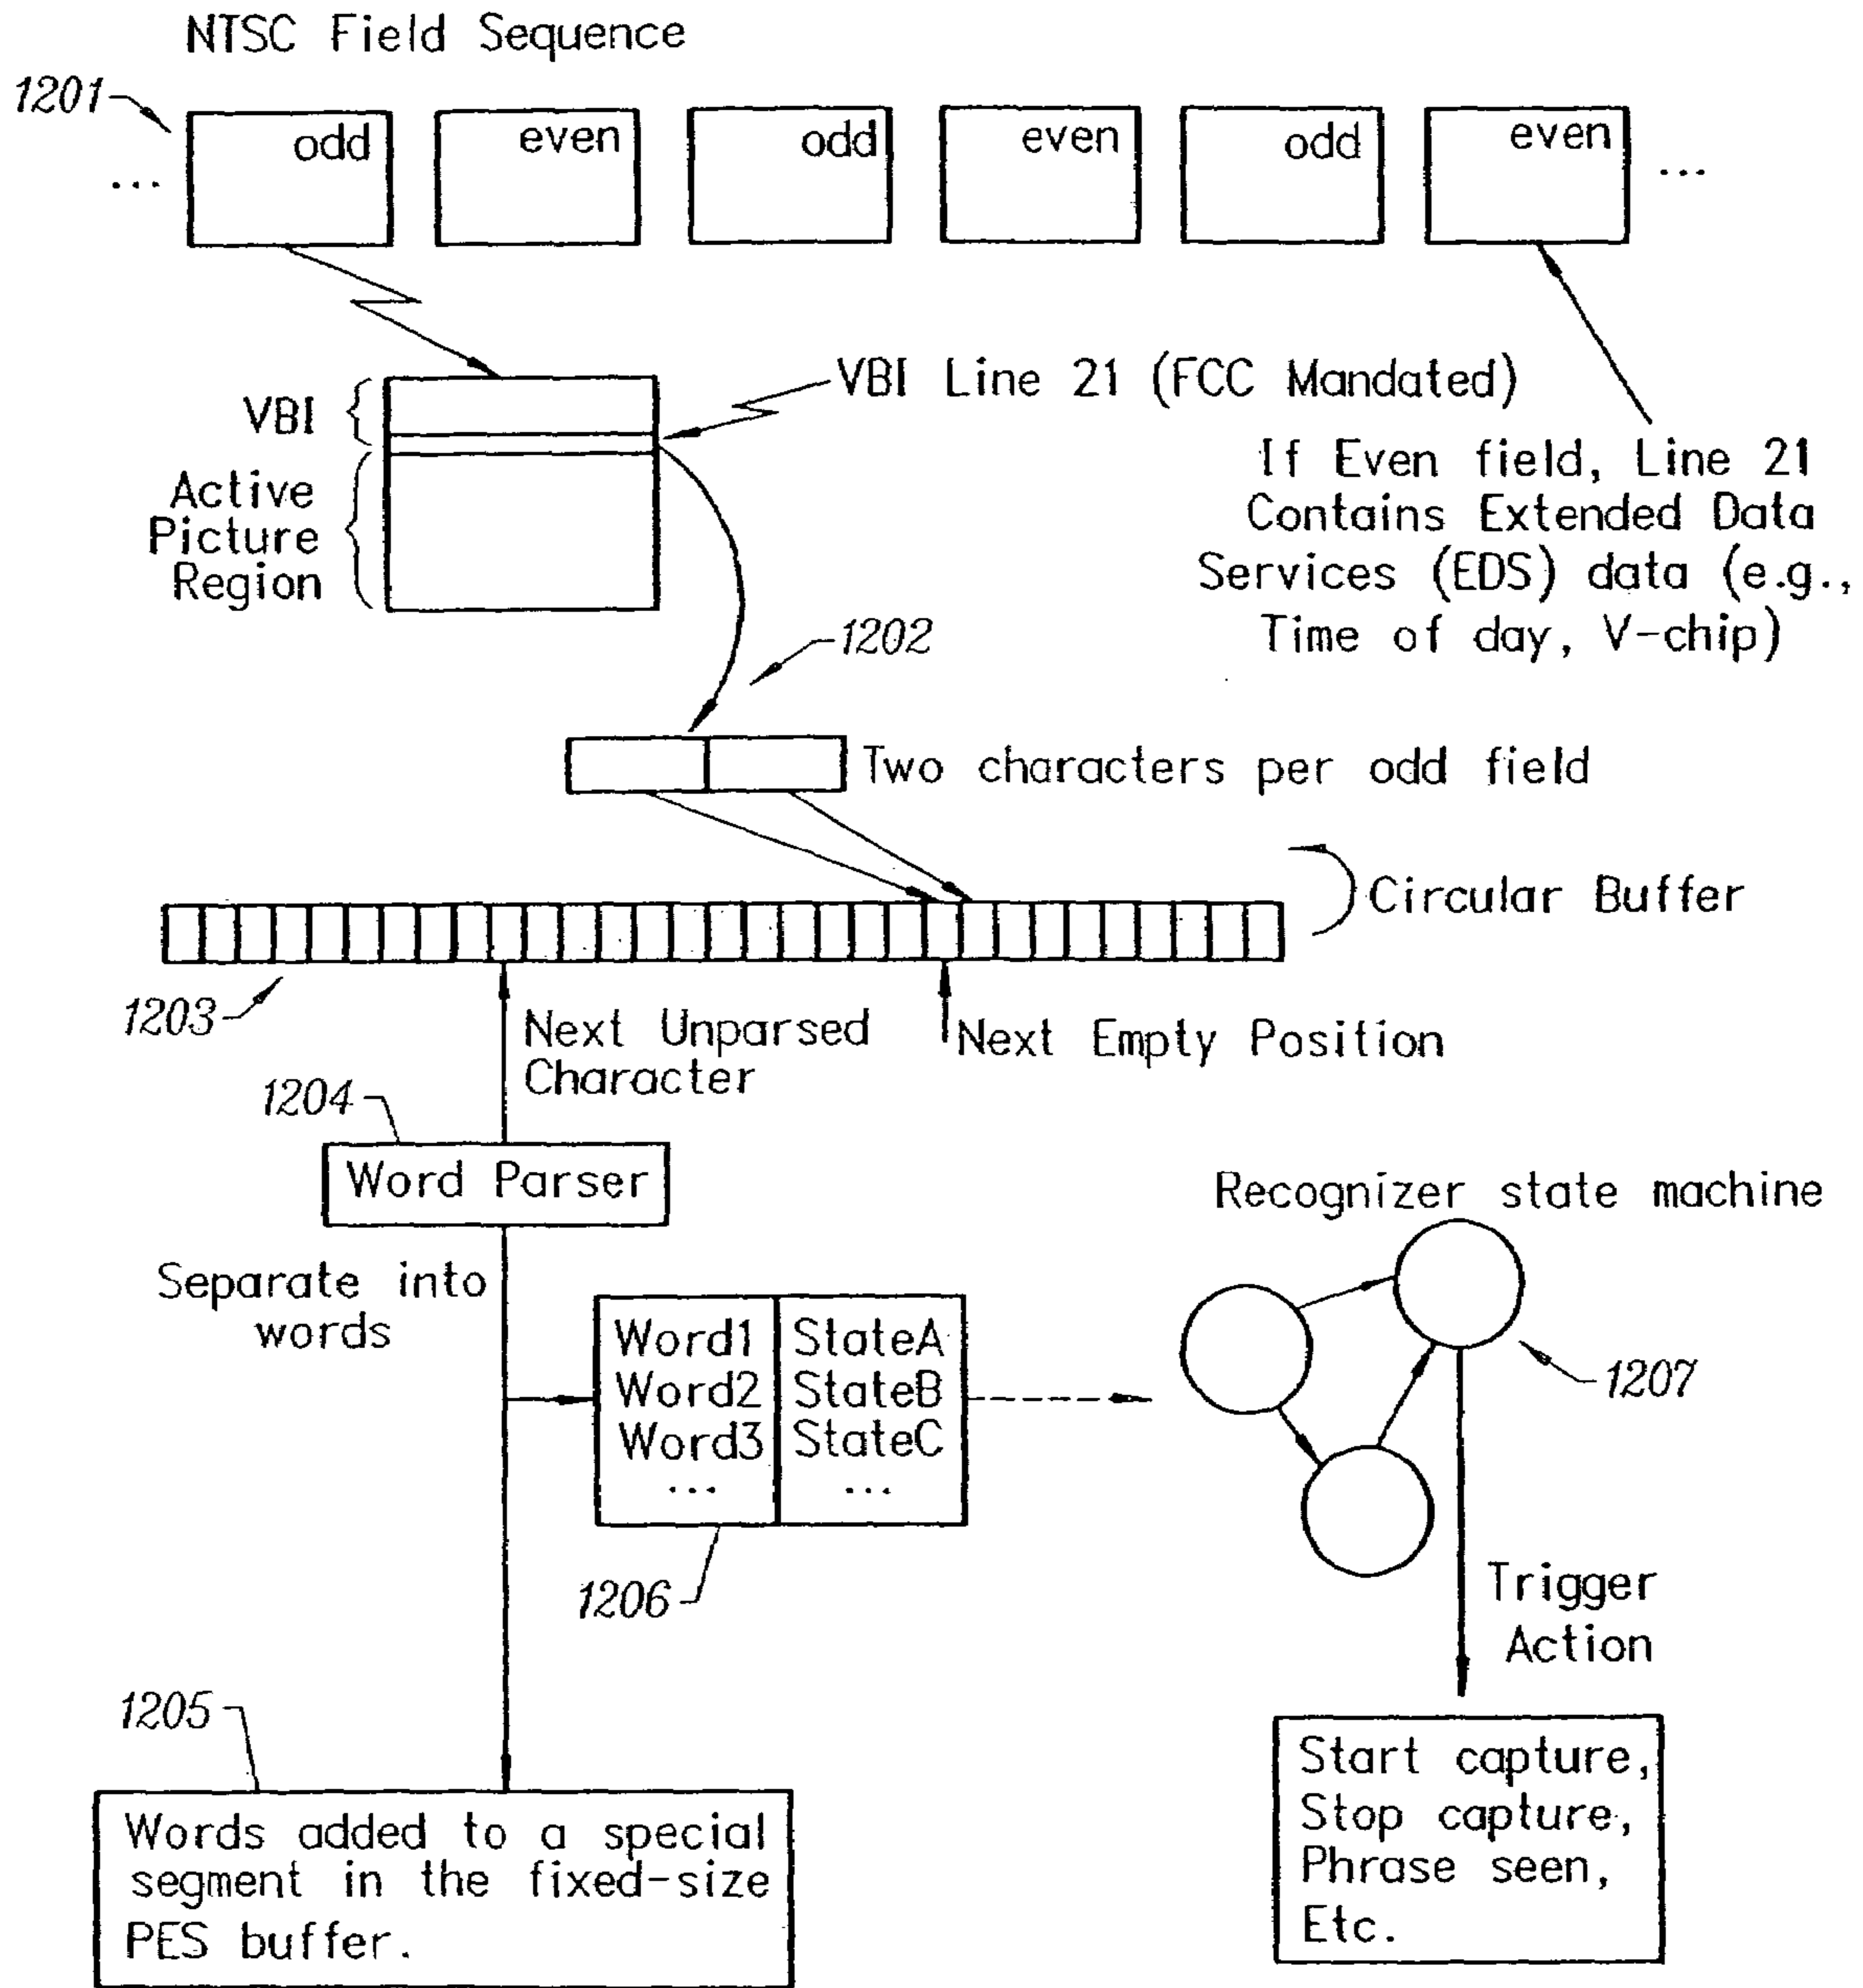 NTSC Field Sequence
1201
odd even odd even odd even
... ...
VBI
VBI Line 21 (FCC Mandated)
Active
Picture
Region
If Even field, Line 21
Contains Extended Data
Services (EDS) data (e.g.,
Time of day, V-chip)
1202
Two characters per odd field
Circular Buffer
1203
Next Unparsed
Character
Next Empty Position
1204
Word Parser
Separate into
words
Word1 StateA
Word2 StateB
Word3 StateC
... ...
1206
Recognizer state machine
1207
Trigger
Action
1205
Words added to a special
segment in the fixed-size
PES buffer.
Start capture,
Stop capture,
Phrase seen,
Etc.